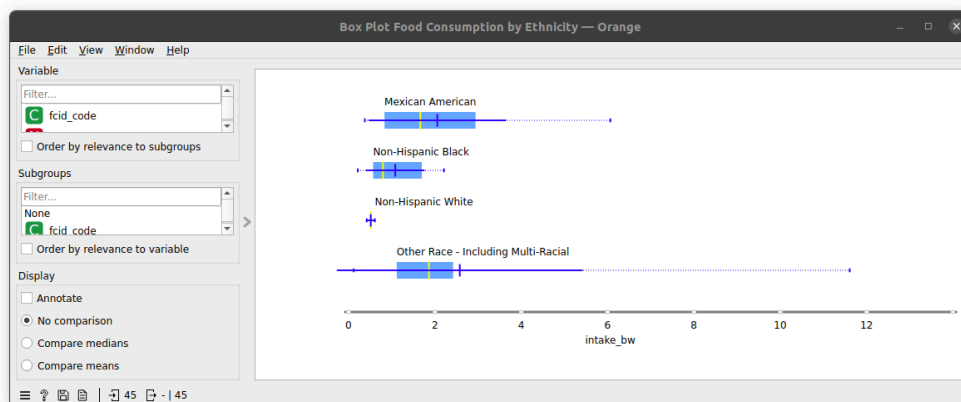 Box Plot Food Consumption by Ethnicity — Orange
File Edit View Window Help
Variable
Filter...
C fcid_code
Order by relevance to subgroups
Subgroups
Filter...
None
C fcid_code
Order by relevance to variable
Display
Annotate
No comparison
Compare medians
Compare means
? 45 - | 45
Mexican American
Non-Hispanic Black
Non-Hispanic White
Other Race - Including Multi-Racial
0 2 4 6 8 10 12
intake_bw